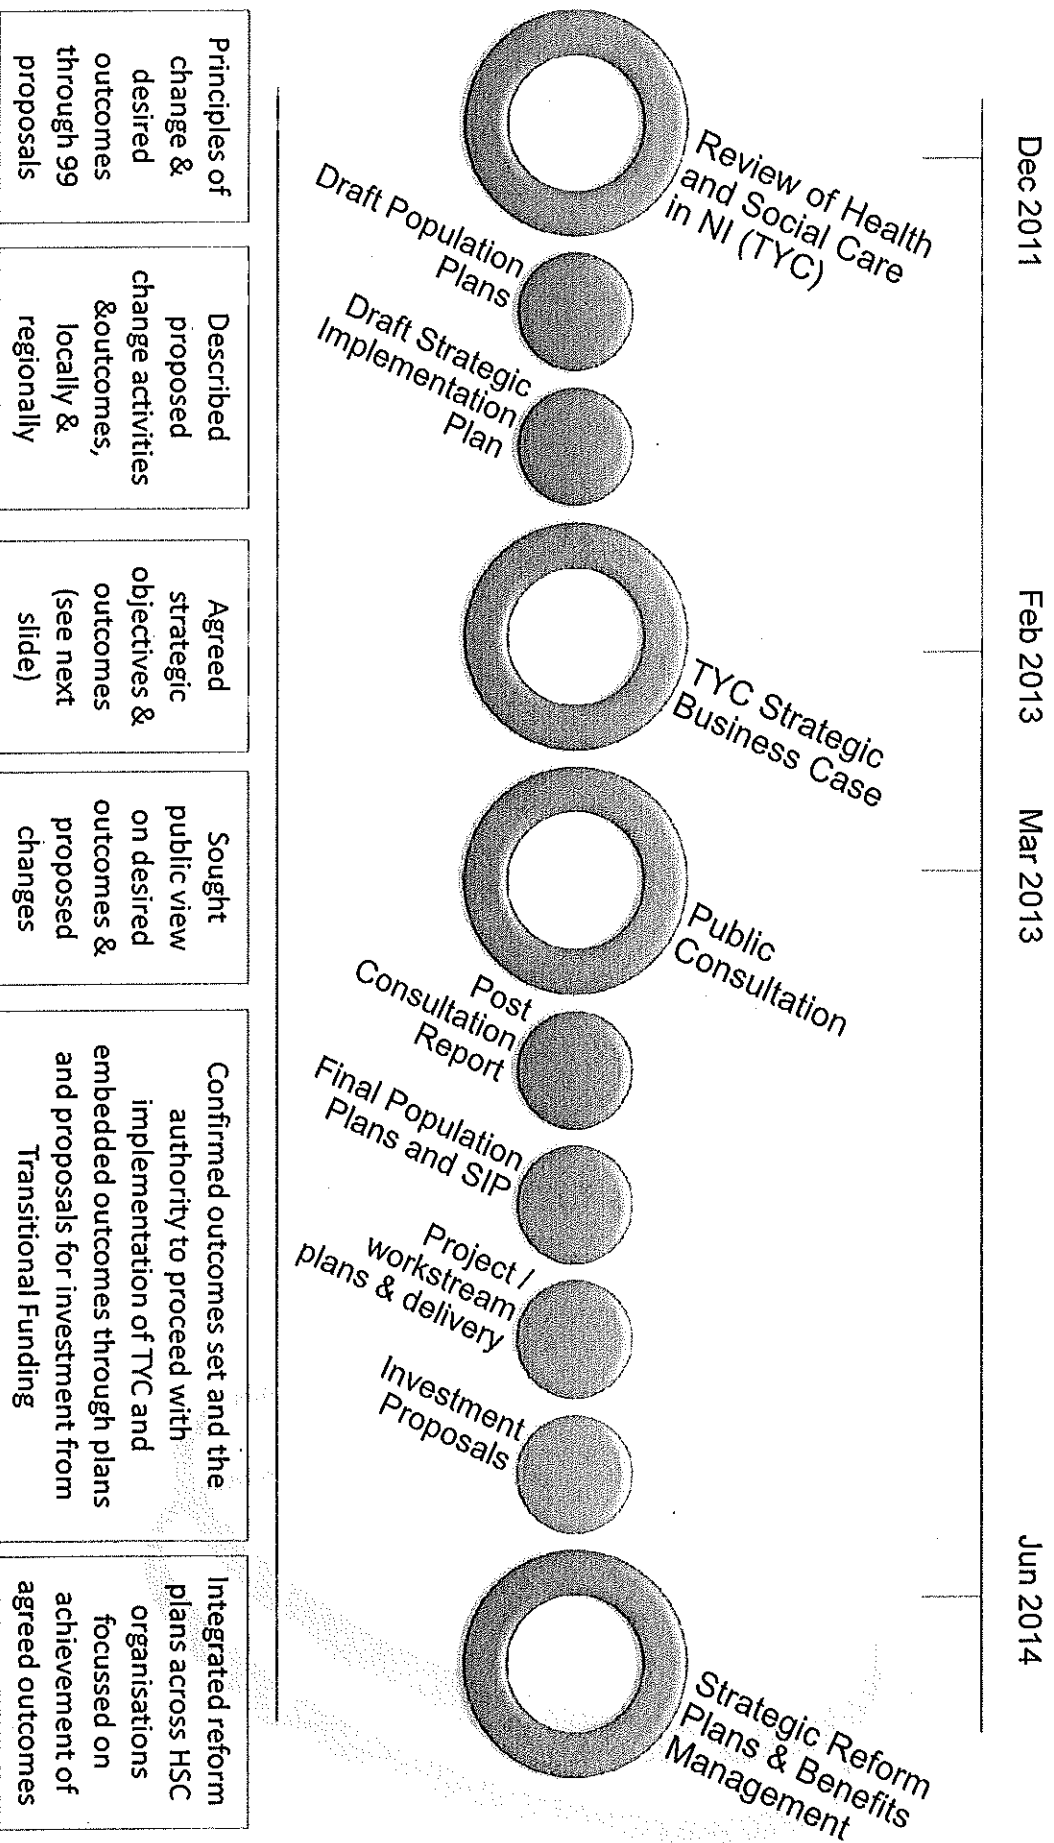 Dec 2011
Feb 2013
Mar 2013
Jun 2014
Review of Health
and Social Care
in NI (TYC)
Draft Population
Plans
Draft Strategic
Implementation
Plan
TYC Strategic
Business Case
Public
Consultation
Post
Consultation
Report
Final Population
Plans and SIP
Project /
workstream
plans & delivery
Investment
Proposals
Strategic Reform
Plans & Benefits
Management
Principles of
change &
desired
outcomes
through 99
proposals
Described
proposed
change activities
&outcomes,
locally &
regionally
Agreed
strategic
objectives &
outcomes
(see next
slide)
Sought
public view
on desired
outcomes &
proposed
changes
Confirmed outcomes set and the
authority to proceed with
implementation of TYC and
embedded outcomes through plans
and proposals for investment from
Transitional Funding
Integrated reform
plans across HSC
organisations
focussed on
achievement of
agreed outcomes